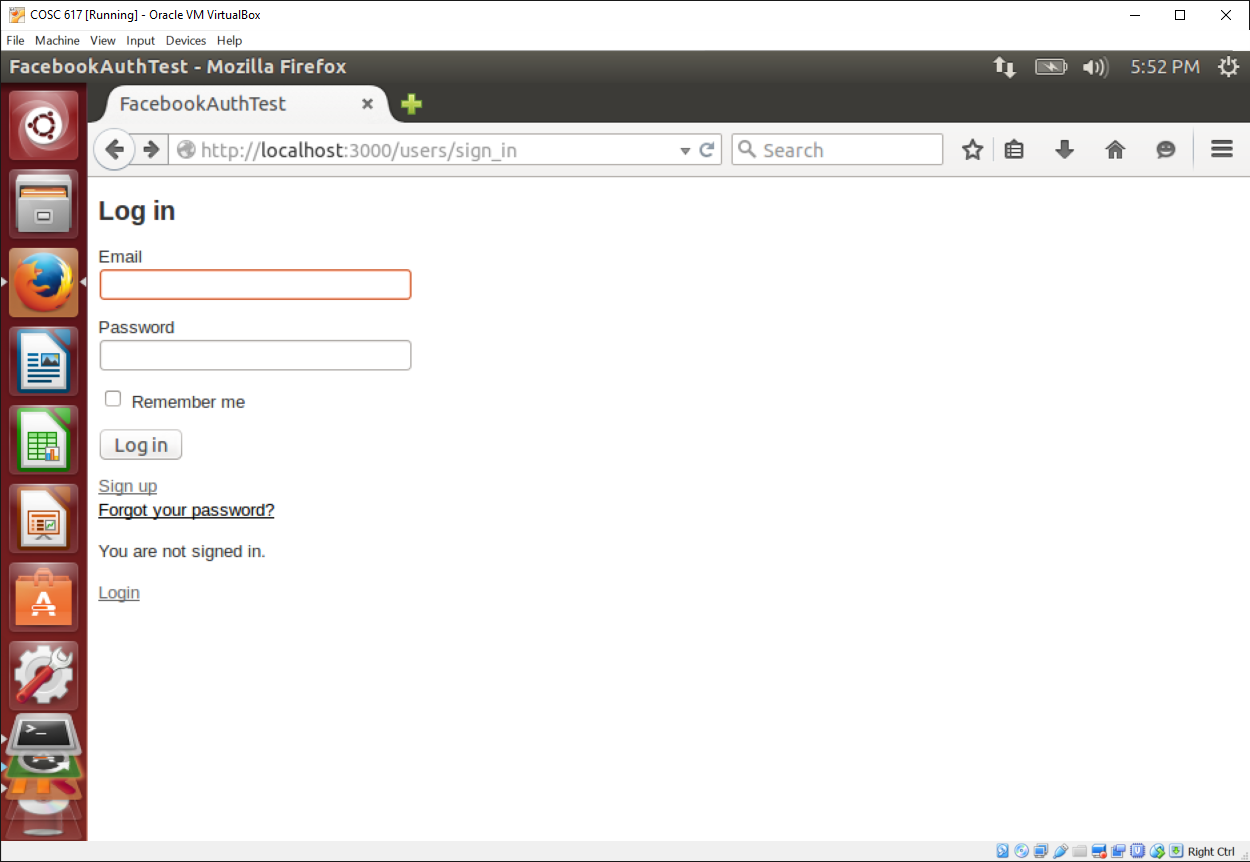 COSC 617 [Running] - Oracle VM VirtualBox
File Machine View Input Devices Help
FacebookAuthTest - Mozilla Firefox 5:52 PM
FacebookAuthTest
http://localhost:3000/users/sign_in Search
Log in
Email
Password
Remember me
Log in
Sign up
Forgot your password?
You are not signed in.
Login
Right Ctrl